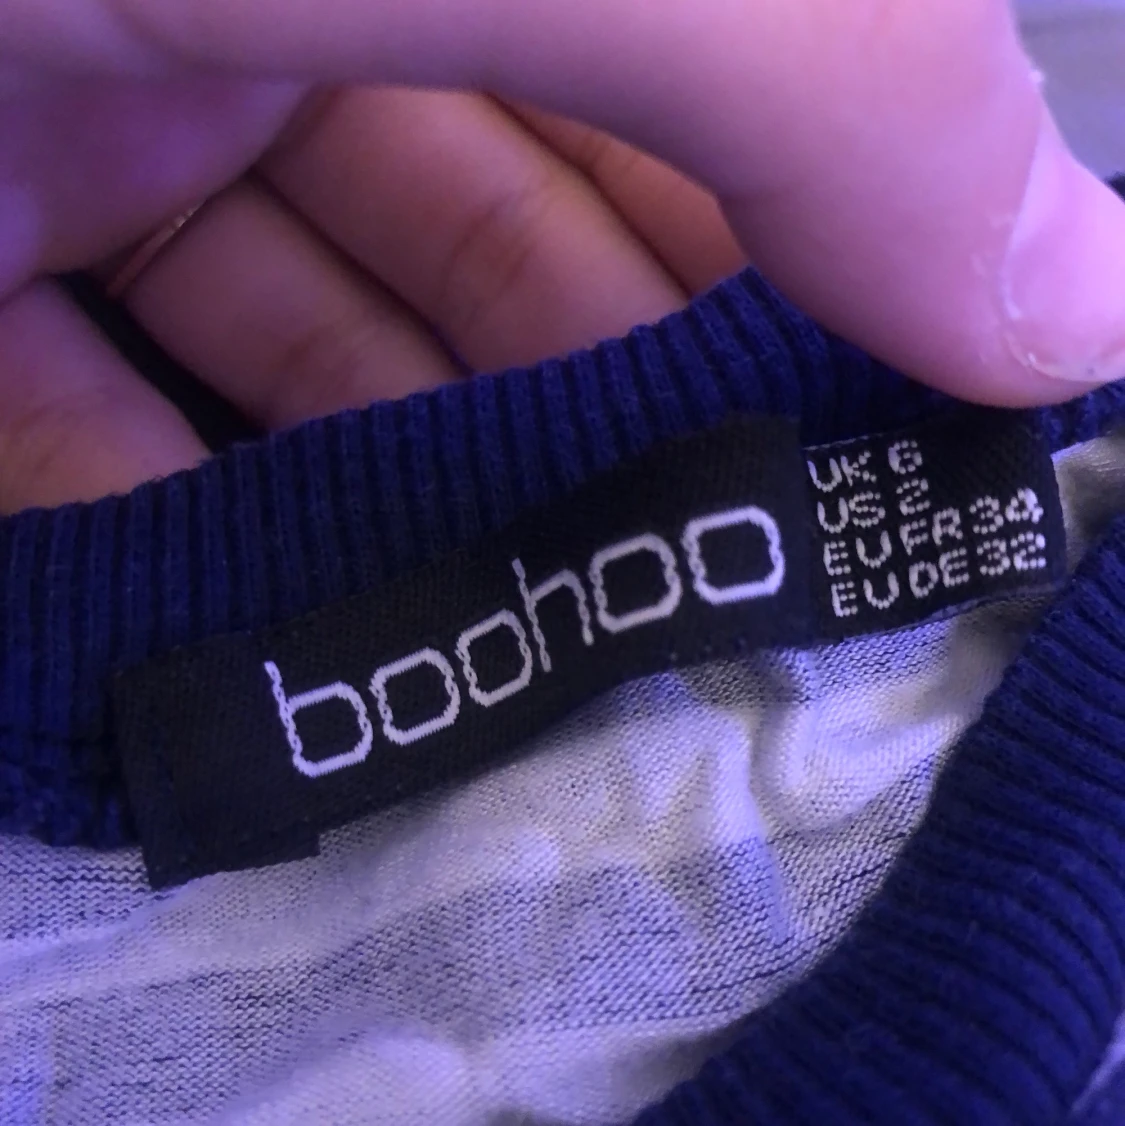 boohoo
UK 6
US 2
EU FR 34
EU DE 32